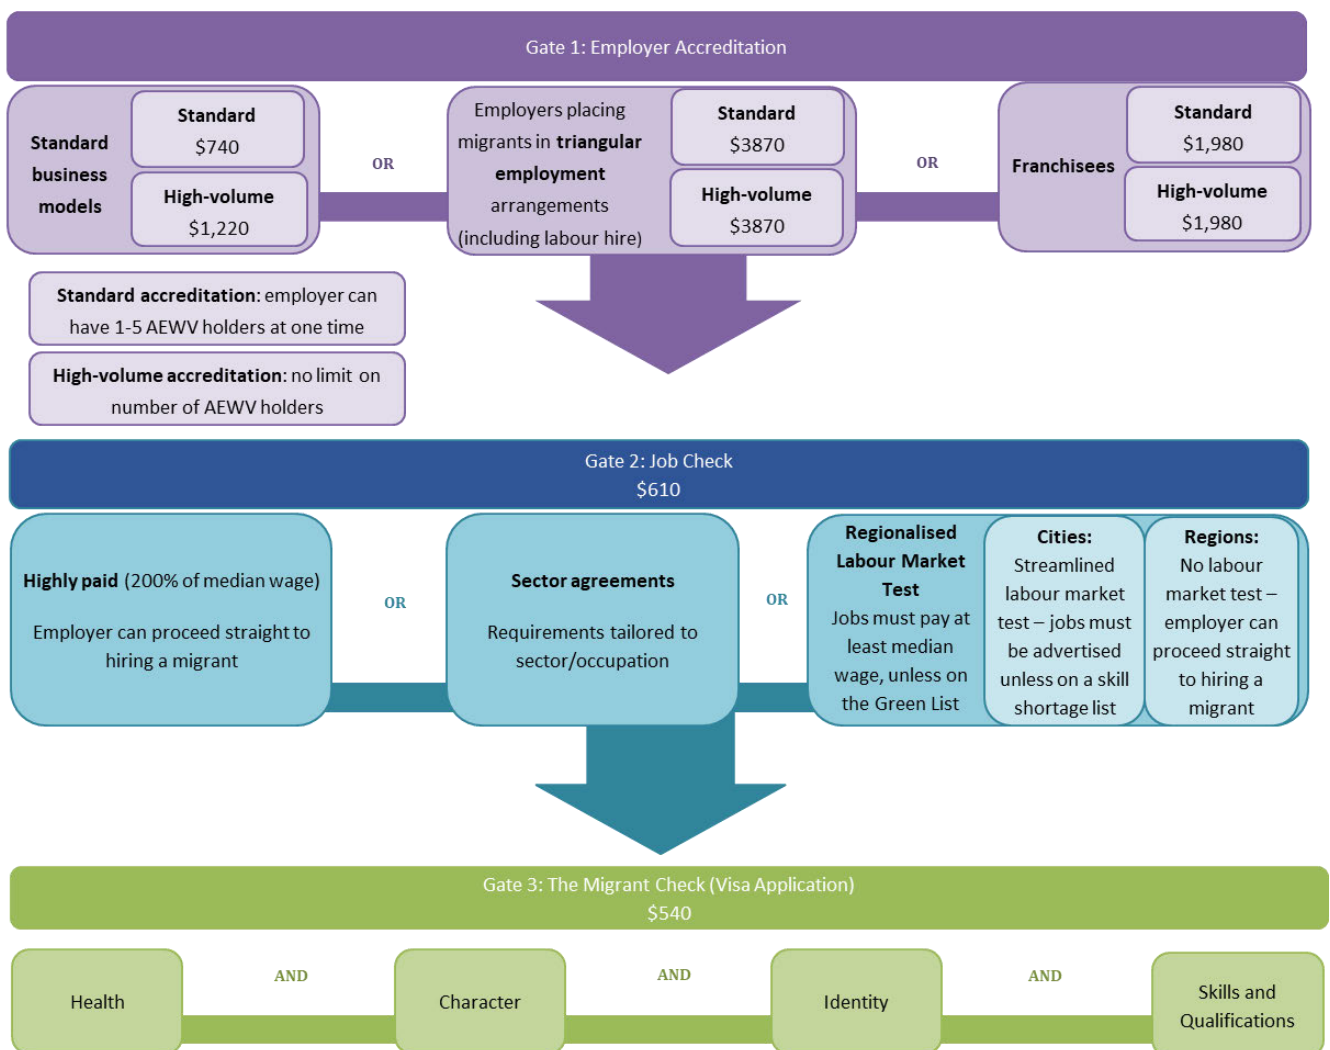 Gate 1: Employer Accreditation
Standard
business
models
Standard
$740
High-volume
$1,220
OR
Employers placing
migrants in triangular
employment
arrangements
(including labour hire)
Standard
$3870
High-volume
$3870
OR
Franchisees
Standard
$1,980
High-volume
$1,980
Standard accreditation: employer can
have 1-5 AEWV holders at one time
High-volume accreditation: no limit on
number of AEWV holders
Gate 2: Job Check
$610
Highly paid (200% of median wage)
Employer can proceed straight to
hiring a migrant
OR
Sector agreements
Requirements tailored to
sector/occupation
OR
Regionalised
Labour Market
Test
Jobs must pay at
least median
wage, unless on
the Green List
Cities:
Streamlined
labour market
test – jobs must
be advertised
unless on a skill
shortage list
Regions:
No labour
market test –
employer can
proceed straight
to hiring a
migrant
Gate 3: The Migrant Check (Visa Application)
$540
Health
AND
Character
AND
Identity
AND
Skills and
Qualifications